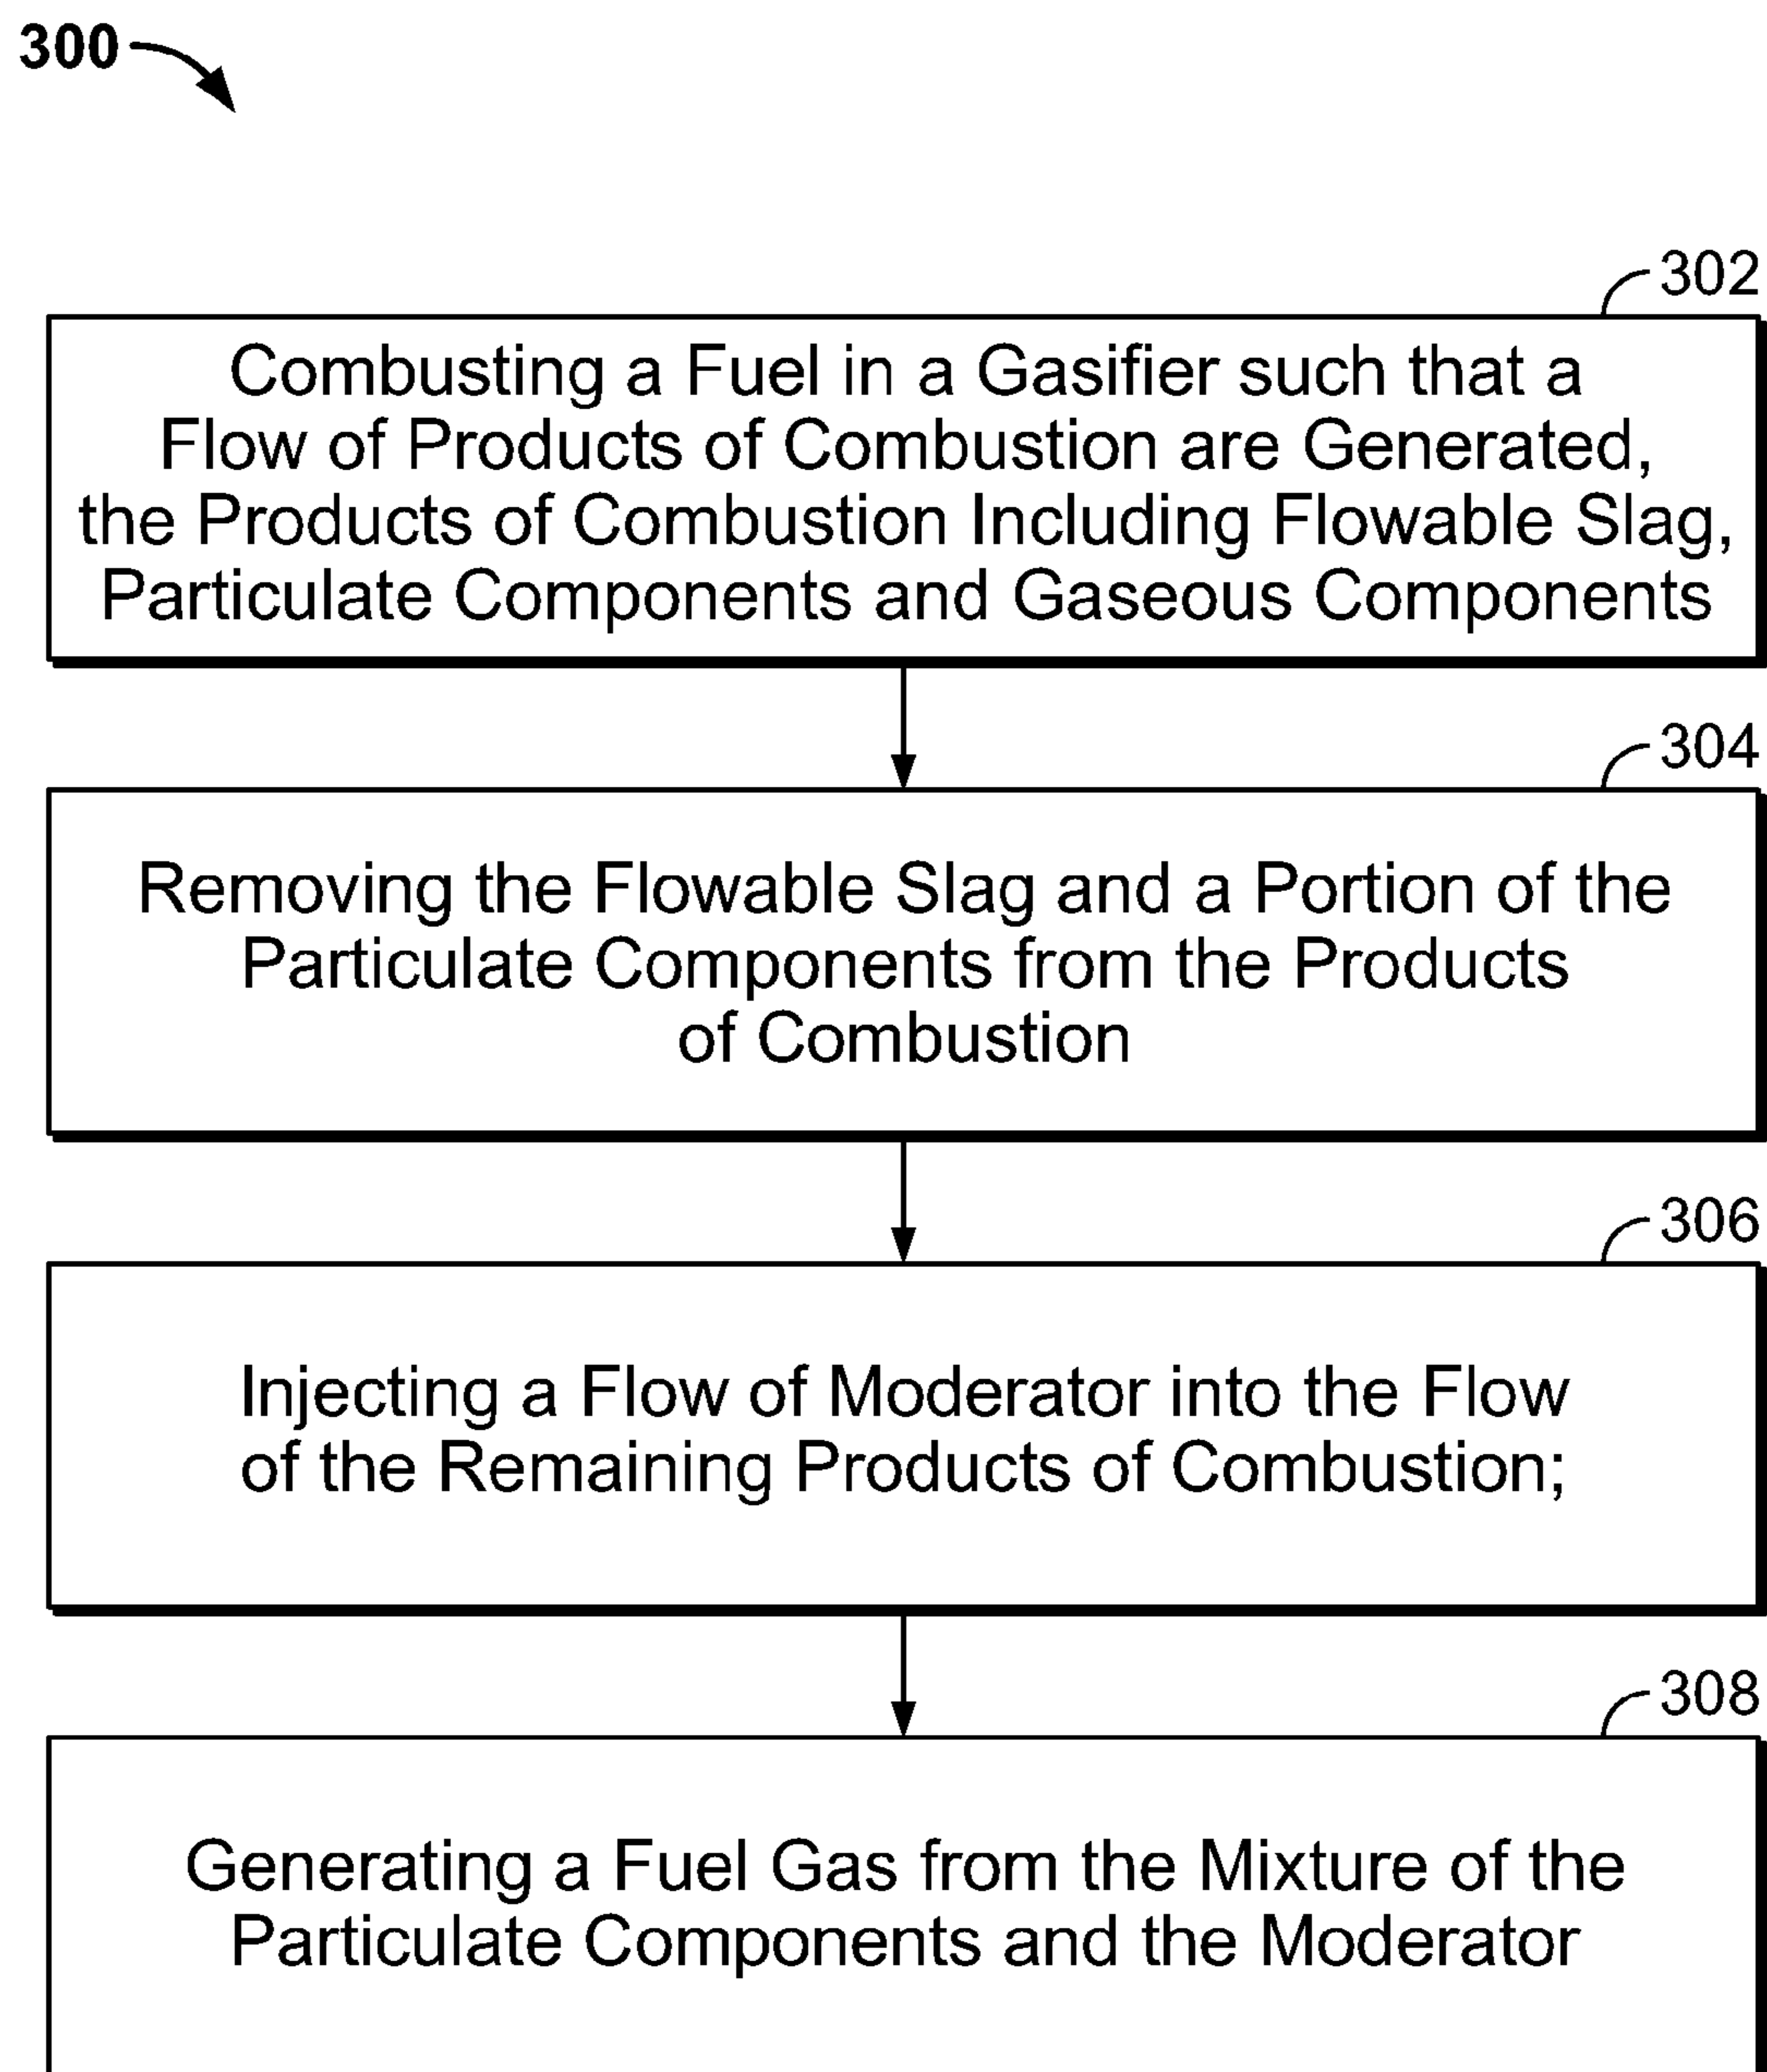 300
302
Combusting a Fuel in a Gasifier such that a
Flow of Products of Combustion are Generated,
the Products of Combustion Including Flowable Slag,
Particulate Components and Gaseous Components
304
Removing the Flowable Slag and a Portion of the
Particulate Components from the Products
of Combustion
306
Injecting a Flow of Moderator into the Flow
of the Remaining Products of Combustion;
308
Generating a Fuel Gas from the Mixture of the
Particulate Components and the Moderator